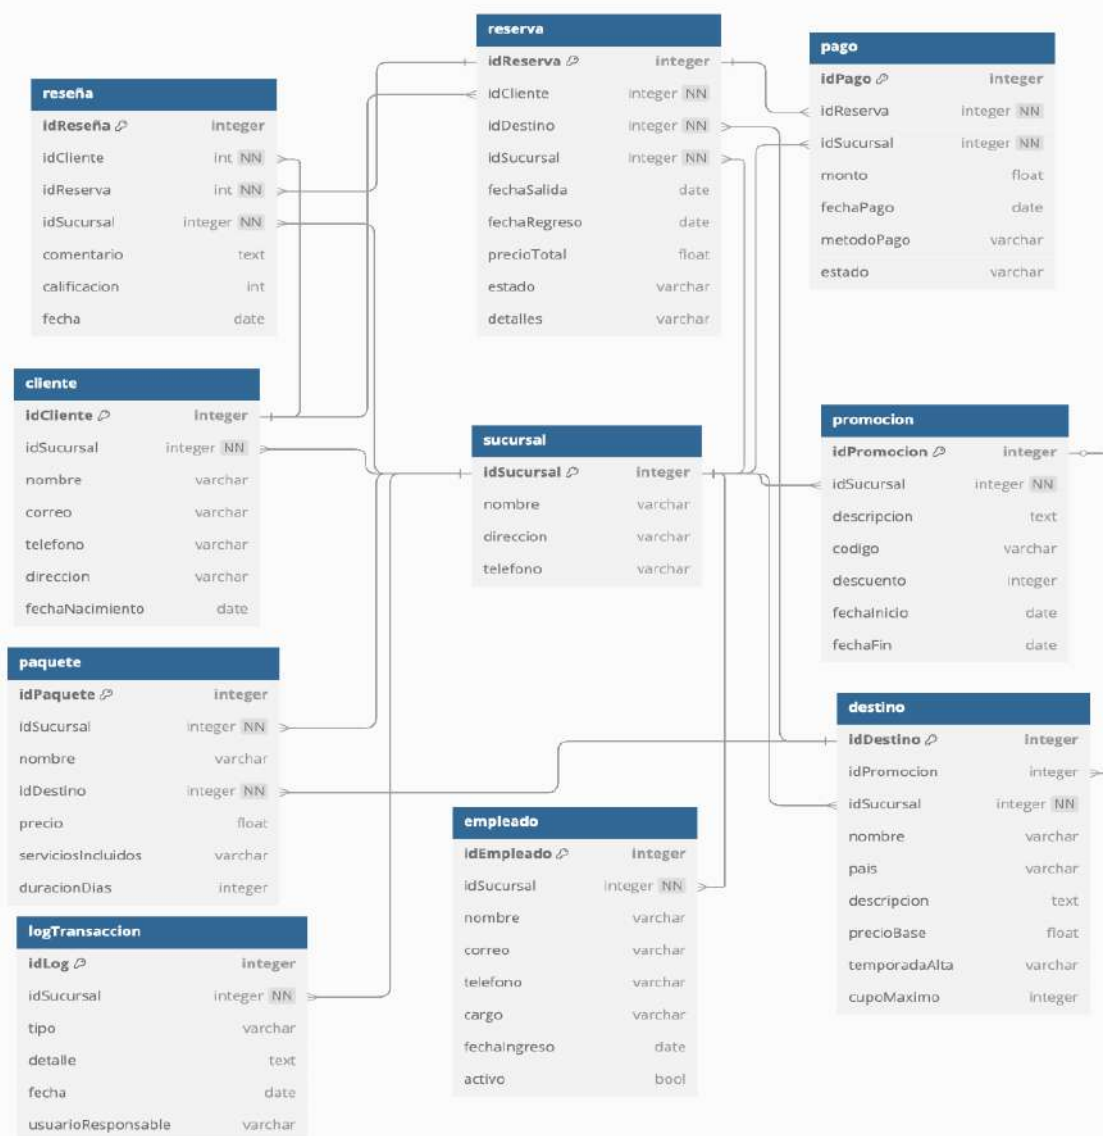 reserva
idReserva integer
idCliente integer NN
idDestino integer NN
idSucursal integer NN
fechaSalida date
fechaRegreso date
precioTotal float
estado varchar
detalles varchar
pago
idPago integer
idReserva integer NN
idSucursal integer NN
monto float
fechaPago date
metodoPago varchar
estado varchar
reseña
idReseña integer
idCliente int NN
idReserva int NN
idSucursal integer NN
comentario text
calificacion int
fecha date
cliente
idCliente integer
idSucursal integer NN
nombre varchar
correo varchar
telefono varchar
direccion varchar
fechaNacimiento date
sucursal
idSucursal integer
nombre varchar
direccion varchar
telefono varchar
promocion
idPromocion integer
idSucursal integer NN
descripcion text
codigo varchar
descuento integer
fechaInicio date
fechaFin date
paquete
idPaquete integer
idSucursal integer NN
nombre varchar
idDestino integer NN
precio float
serviciosIncluidos varchar
duracionDias integer
destino
idDestino integer
idPromocion integer
idSucursal integer NN
nombre varchar
pais varchar
descripcion text
precioBase float
temporadaAlta varchar
cupoMaximo integer
empleado
idEmpleado integer
idSucursal integer NN
nombre varchar
correo varchar
telefono varchar
cargo varchar
fechaIngreso date
activo bool
logTransaccion
idLog integer
idSucursal integer NN
tipo varchar
detalle text
fecha date
usuarioResponsable varchar